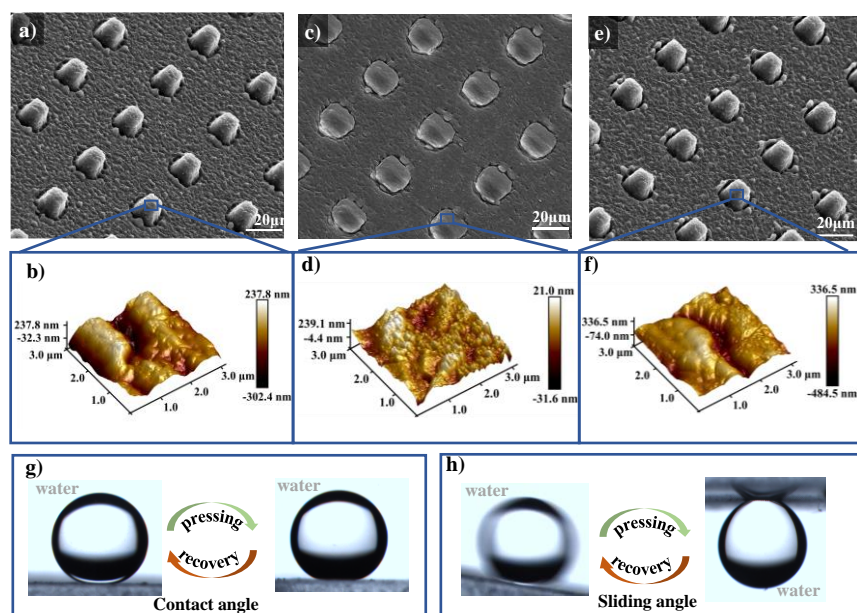 a)
c)
e)
20μm
20μm
20μm
b)
d)
f)
237.8 nm
-32.3 nm
3.0 μm
2.0
1.0
1.0
2.0
3.0 μm
237.8 nm
-302.4 nm
239.1 nm
-4.4 nm
3.0 μm
2.0
1.0
1.0
2.0
3.0 μm
21.0 nm
-31.6 nm
336.5 nm
-74.0 nm
3.0 μm
2.0
1.0
1.0
2.0
3.0 μm
336.5 nm
-484.5 nm
g)
water
pressing
recovery
water
Contact angle
h)
water
pressing
recovery
water
Sliding angle